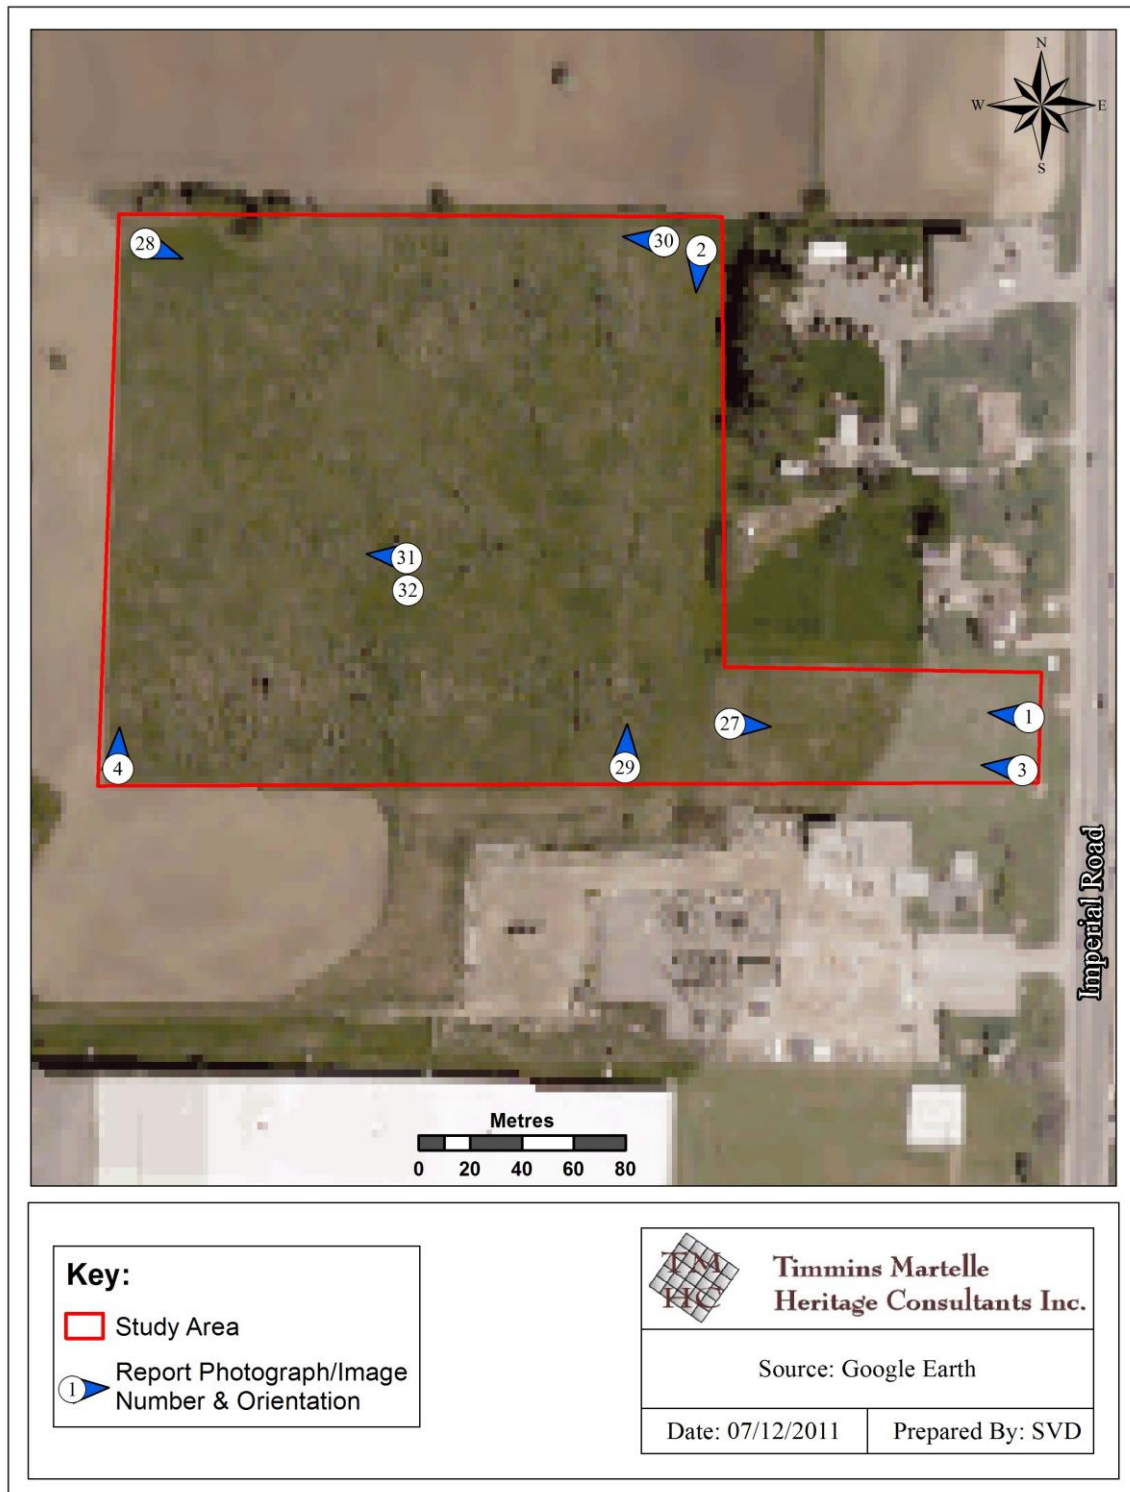 N
W E
S
28
30
2
31
32
27
1
4
29
3
Imperial Road
Metres
0 20 40 60 80
Key:
Study Area
1
Report Photograph/Image
Number & Orientation
TM
HC
Timmins Martelle
Heritage Consultants Inc.
Source: Google Earth
Date: 07/12/2011
Prepared By: SVD